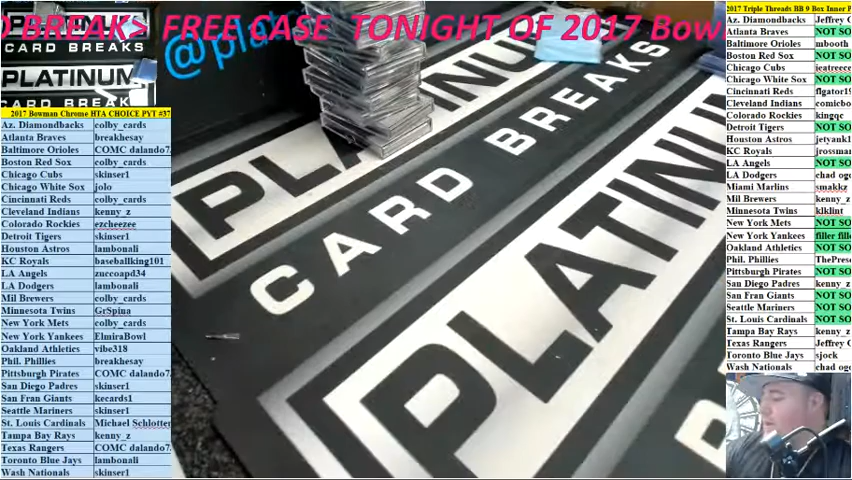 BREAK> FREE CASE TONIGHT OF 2017 Bow
CARD BREAKS
PLATINUM
CARD BREAKS
2017 Bowman Chrome HTA CHOICE PYT #37
Az. Diamondbacks colby_cards
Atlanta Braves breakhesay
Baltimore Orioles COMC dalando7
Boston Red Sox colby_cards
Chicago Cubs skinser1
Chicago White Sox jolo
Cincinnati Reds colby_cards
Cleveland Indians kenny_z
Colorado Rockies ezcheezee
Detroit Tigers skinser1
Houston Astros lambonali
KC Royals baseballking101
LA Angels znccoapd34
LA Dodgers lambonali
Mil Brewers colby_cards
Minnesota Twins GrSpina
New York Mets colby_cards
New York Yankees ElmiraBowl
Oakland Athletics vibe318
Phil. Phillies breakhesay
Pittsburgh Pirates COMC dalando7
San Diego Padres skinser1
San Fran Giants kecards1
Seattle Mariners skinser1
St. Louis Cardinals Michael Schlotter
Tampa Bay Rays kenny_z
Texas Rangers COMC dalando7
Toronto Blue Jays lambonali
Wash Nationals skinser1
@plat
PLATINUM
CARD BREAKS
PLATINUM
2017 Triple Threads BB 9 Box Inner P
Az. Diamondbacks Jeffrey C
Atlanta Braves NOT SO
Baltimore Orioles mbooth
Boston Red Sox NOT SO
Chicago Cubs jeatreece
Chicago White Sox NOT SO
Cincinnati Reds flgator19
Cleveland Indians comicbo
Colorado Rockies kingqc
Detroit Tigers NOT SO
Houston Astros jetyank1
KC Royals jrossman
LA Angels NOT SO
LA Dodgers chad ogo
Miami Marlins smakkz
Mil Brewers kenny_z
Minnesota Twins klklint
New York Mets NOT SO
New York Yankees filler fille
Oakland Athletics NOT SO
Phil. Phillies ThePres
Pittsburgh Pirates NOT SO
San Diego Padres kenny_z
San Fran Giants NOT SO
Seattle Mariners NOT SO
St. Louis Cardinals NOT SO
Tampa Bay Rays kenny_z
Texas Rangers Jeffrey C
Toronto Blue Jays sjock
Wash Nationals chad ogo